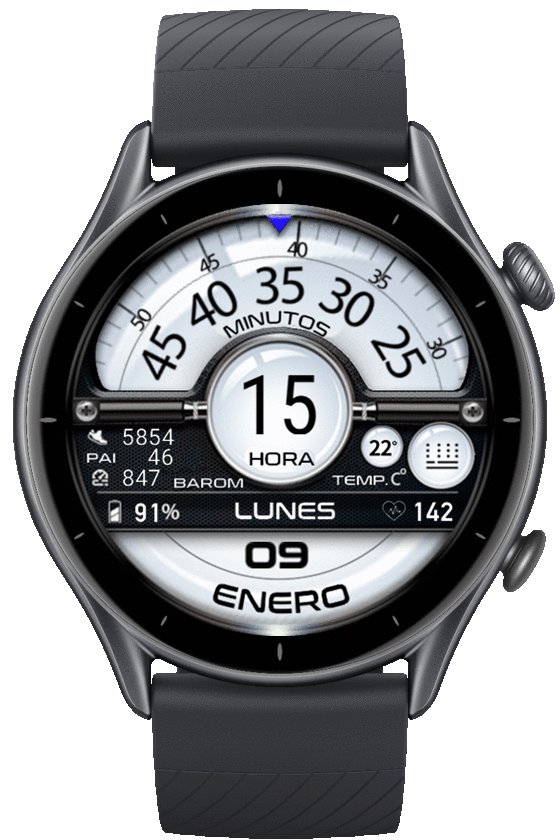 50 45 40 35 30
45 40 35 30 25
MINUTOS
15
HORA
5854
PAI 46
847 BAROM
22°
TEMP.C°
91% LUNES 142
09
ENERO